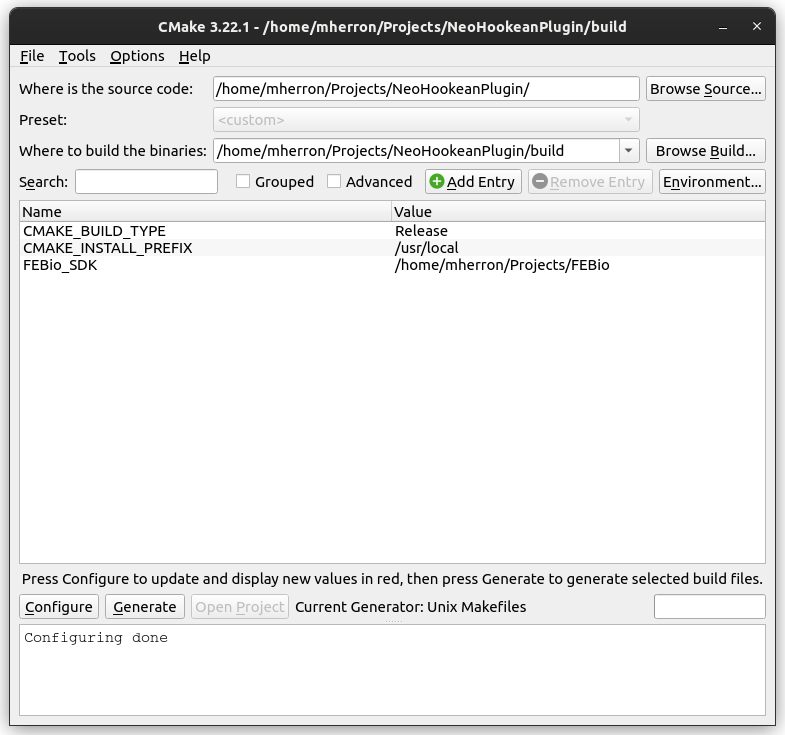 CMake 3.22.1 - /home/mherron/Projects/NeoHookeanPlugin/build
File Tools Options Help
Where is the source code: /home/mherron/Projects/NeoHookeanPlugin/ Browse Source...
Preset: <custom>
Where to build the binaries: /home/mherron/Projects/NeoHookeanPlugin/build Browse Build...
Search: Grouped Advanced Add Entry Remove Entry Environment...
Name Value
CMAKE_BUILD_TYPE Release
CMAKE_INSTALL_PREFIX /usr/local
FEBio_SDK /home/mherron/Projects/FEBio
Press Configure to update and display new values in red, then press Generate to generate selected build files.
Configure Generate Open Project Current Generator: Unix Makefiles
Configuring done